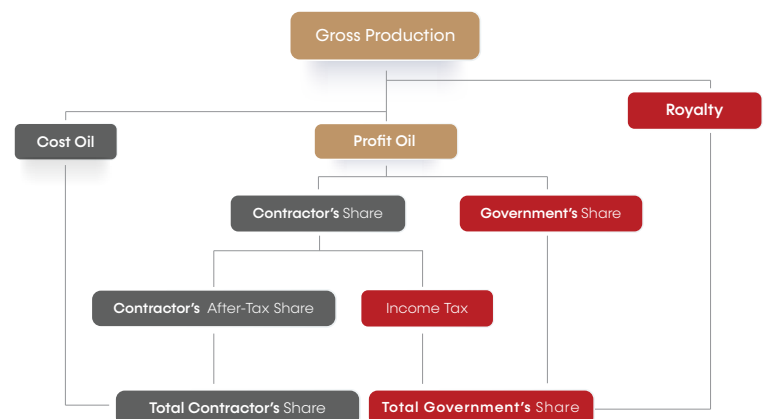 Gross Production
Royalty
Cost Oil
Profit Oil
Contractor's Share
Government's Share
Contractor's After-Tax Share
Income Tax
Total Contractor's Share
Total Government's Share